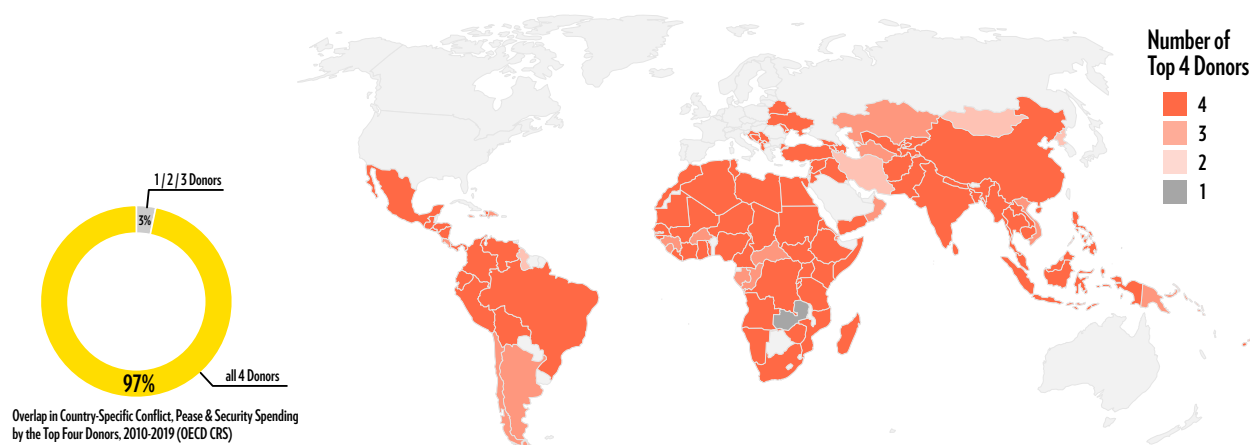 Number of
Top 4 Donors
4
3
2
1
1 / 2 / 3 Donors
3%
97%
all 4 Donors
Overlap in Country-Specific Conflict, Pease & Security Spending
by the Top Four Donors, 2010-2019 (OECD CRS)